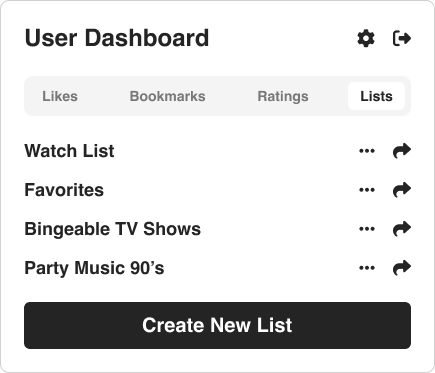 User Dashboard
Likes Bookmarks Ratings Lists
Watch List
Favorites
Bingeable TV Shows
Party Music 90’s
Create New List